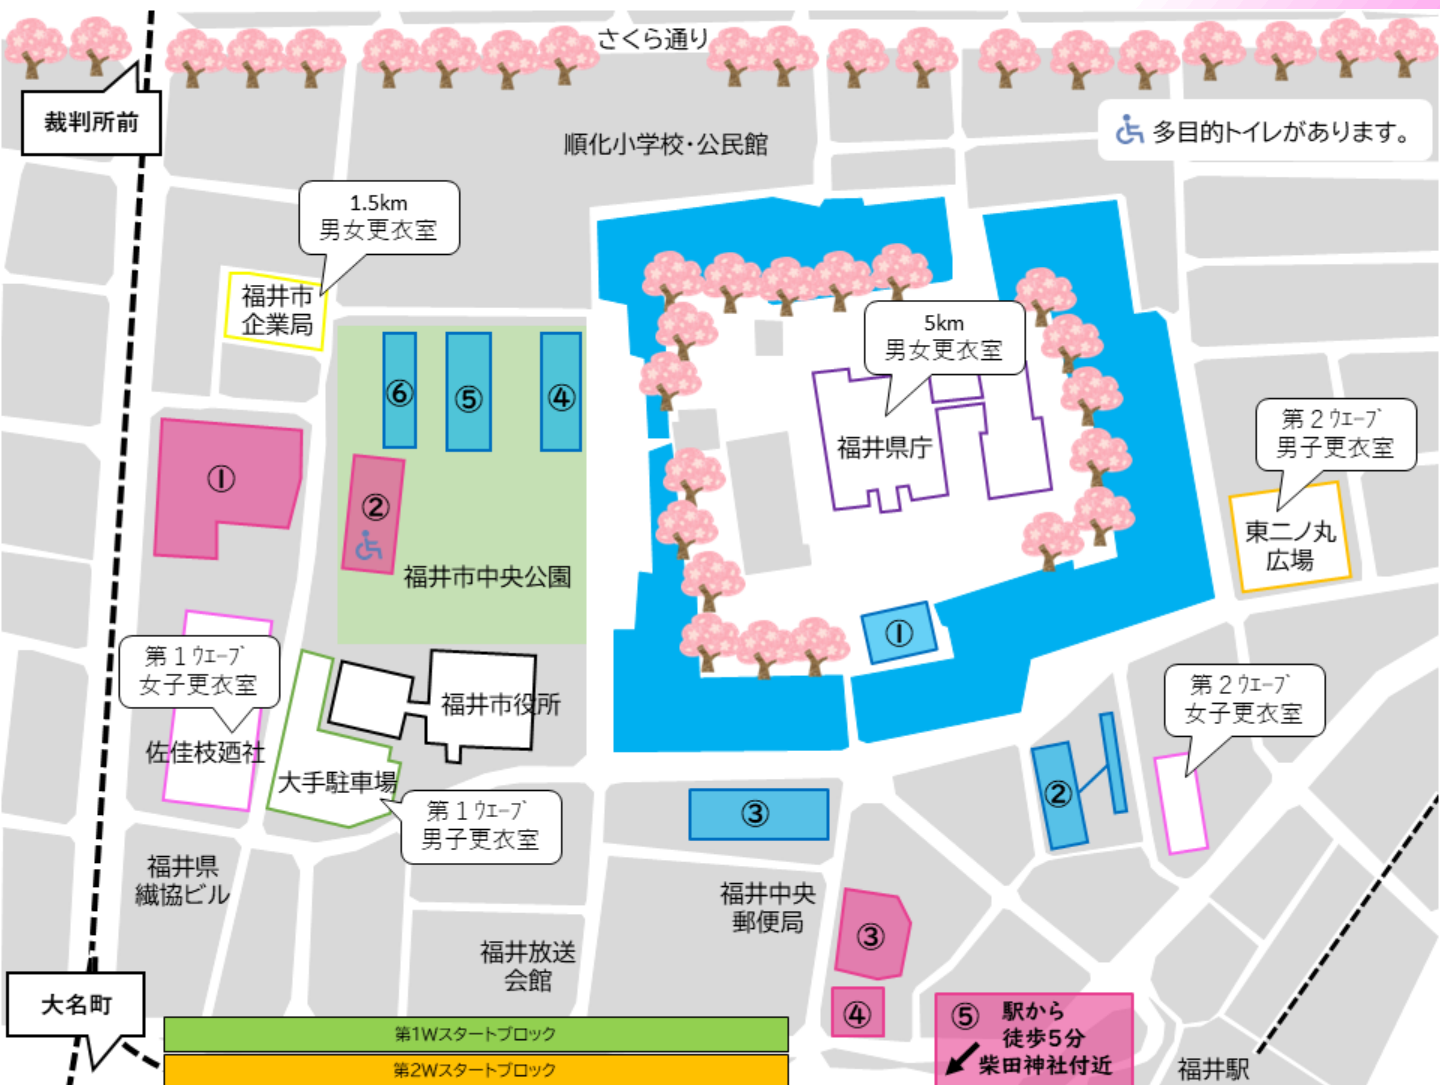 さくら通り
裁判所前
多目的トイレがあります。
順化小学校・公民館
1.5km
男女更衣室
福井市
企業局
5km
男女更衣室
⑥
⑤
④
福井県庁
第2ウエーブ
男子更衣室
①
②
東二ノ丸
広場
福井市中央公園
①
第1ウエーブ
女子更衣室
福井市役所
第2ウエーブ
女子更衣室
佐佳枝廼社
大手駐車場
②
③
第1ウエーブ
男子更衣室
福井県
繊協ビル
福井中央
郵便局
③
福井放送
会館
大名町
④
⑤ 駅から
徒歩5分
柴田神社付近
第1Wスタートブロック
第2Wスタートブロック
福井駅